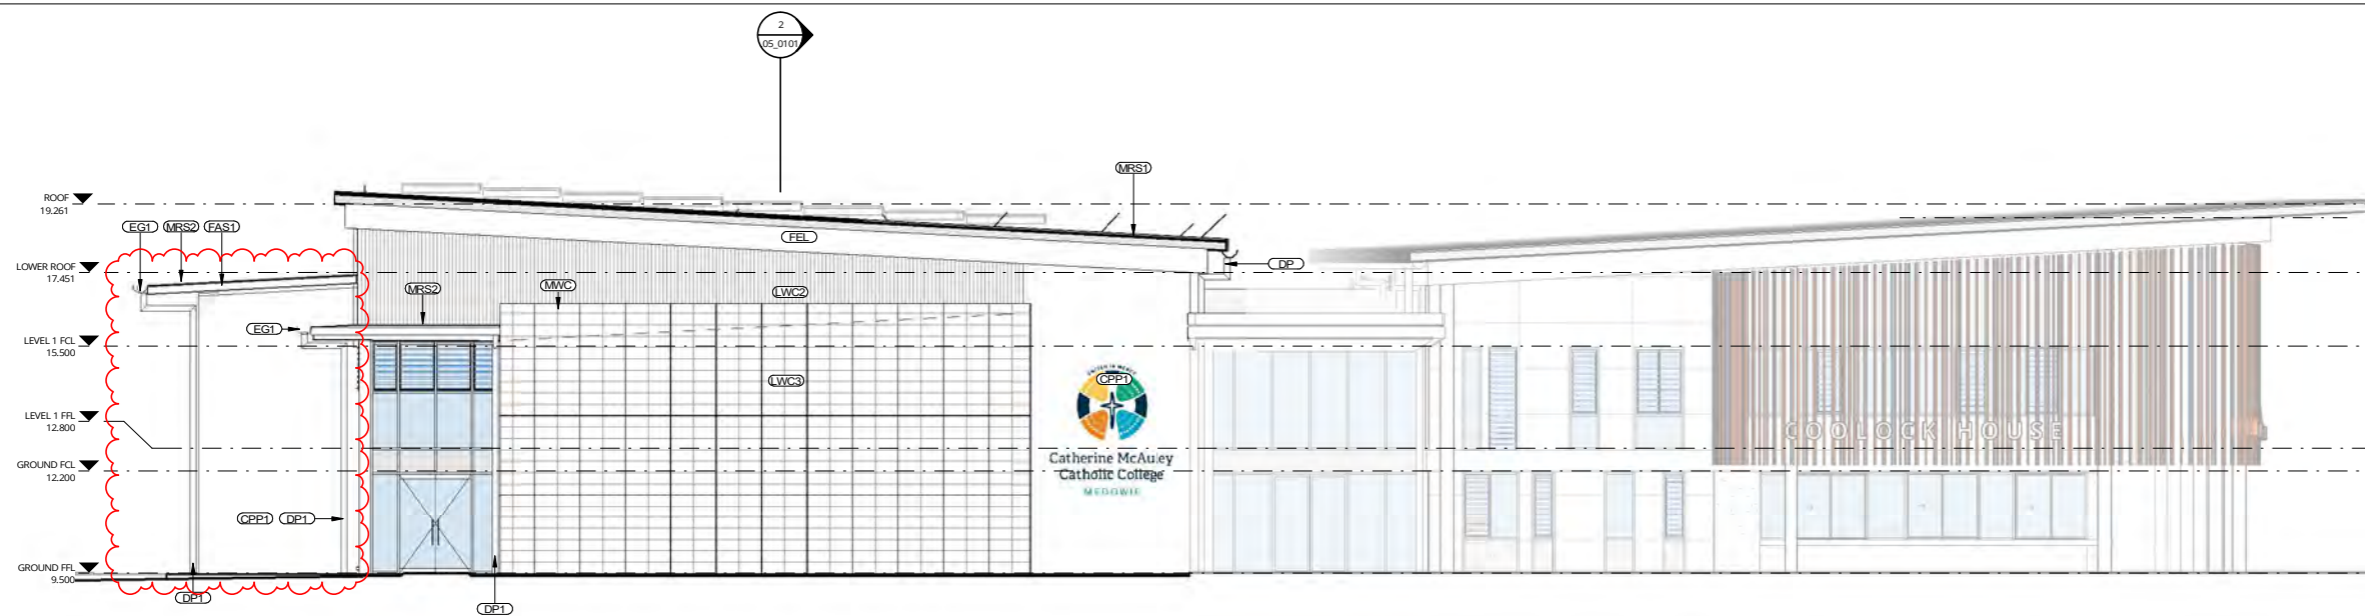 2
05_0101
MRS1
ROOF
19.261
EG1 MRS2 FAS1
FEL
LOWER ROOF
17.451
DP
MRS2
MWC
LWC2
EG1
LEVEL 1 FCL
15.500
LWC3
CPP1
LEVEL 1 FFL
12.800
COOLOCK HOUSE
Catherine McAuley
Catholic College
MEDOWIE
GROUND FCL
12.200
CPP1 DP1
GROUND FFL
9.500
DP1
DP1